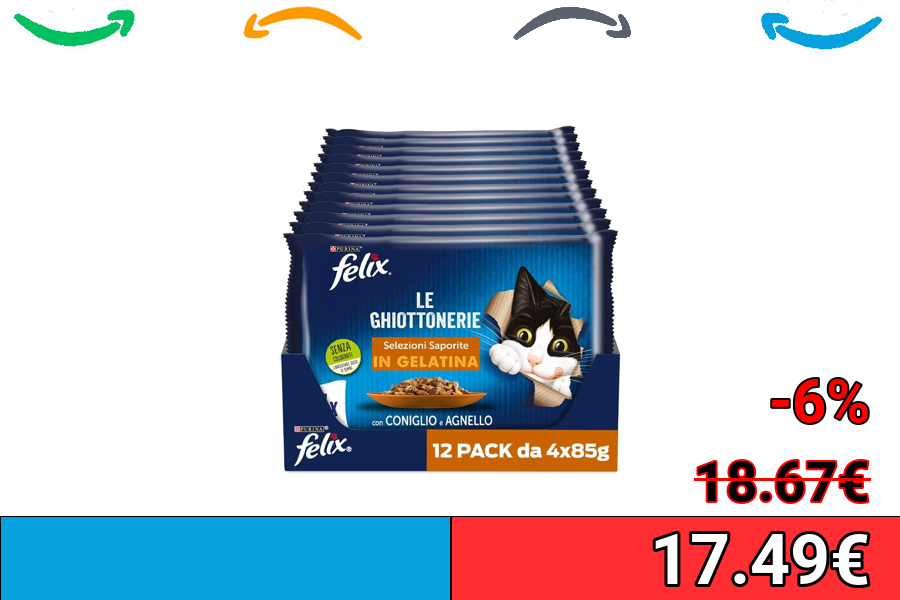 PURINA
felix
LE
GHIOTTONERIE
Selezioni Saporite
IN GELATINA
SENZA
COLORANTI
con CONIGLIO e AGNELLO
PURINA
felix
12 PACK da 4x85g
-6%
18.67€
17.49€